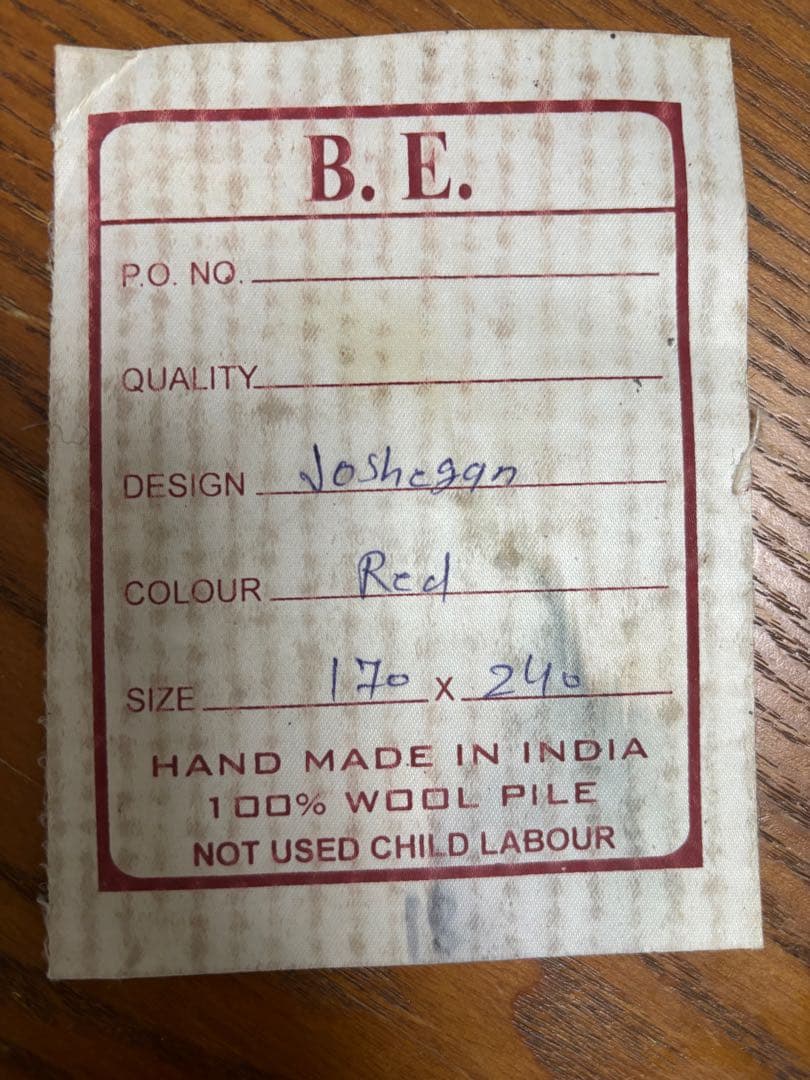 B. E.
P.O. NO.
QUALITY
DESIGN Joshegan
COLOUR Red
SIZE 170 x 240
HAND MADE IN INDIA
100% WOOL PILE
NOT USED CHILD LABOUR